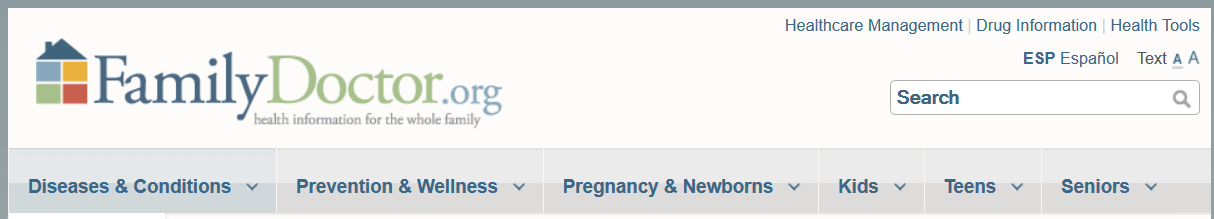 Healthcare Management | Drug Information | Health Tools
ESP Español Text A A
FamilyDoctor.org
health information for the whole family
Search
Diseases & Conditions Prevention & Wellness Pregnancy & Newborns Kids Teens Seniors